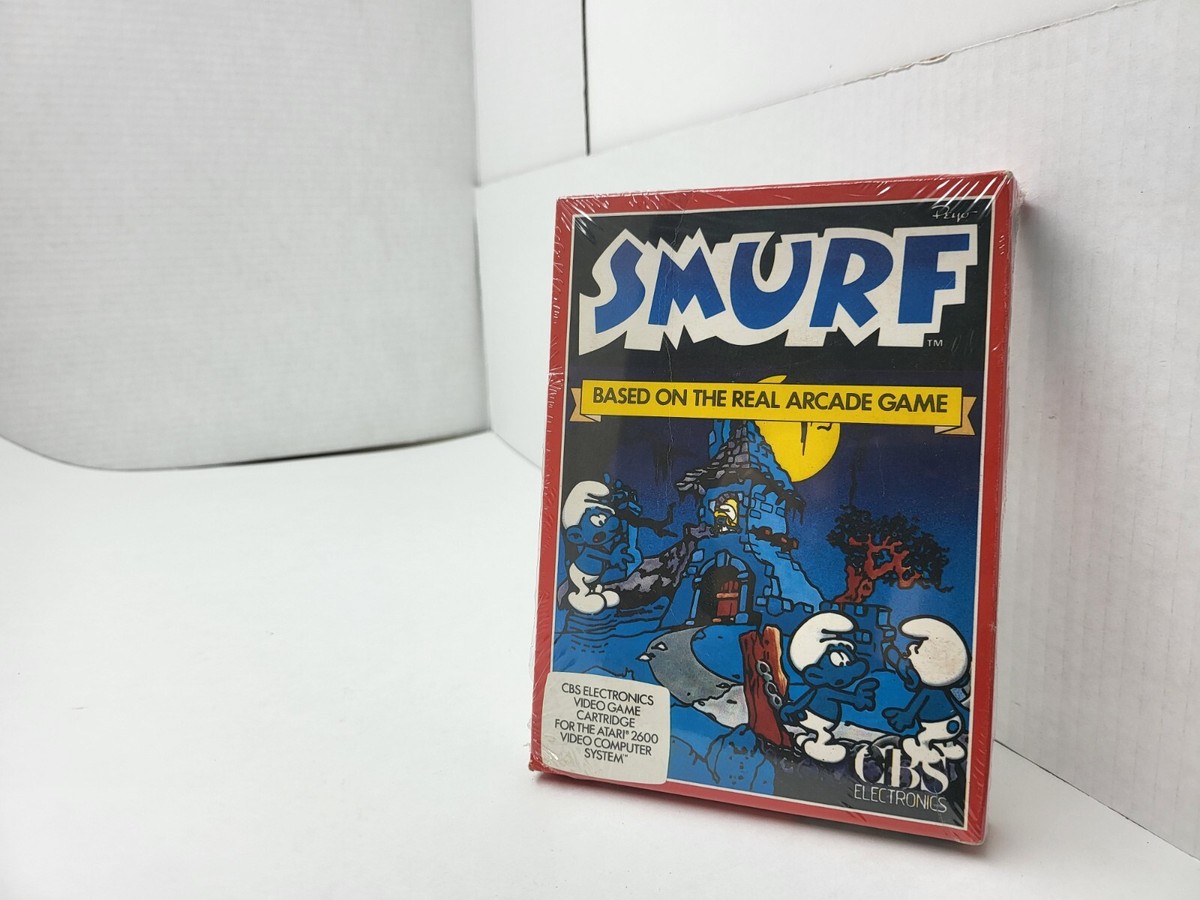 Peyo
SMURF
TM
BASED ON THE REAL ARCADE GAME
CBS ELECTRONICS
VIDEO GAME
CARTRIDGE
FOR THE ATARI® 2600
VIDEO COMPUTER
SYSTEM™
CBS
ELECTRONICS